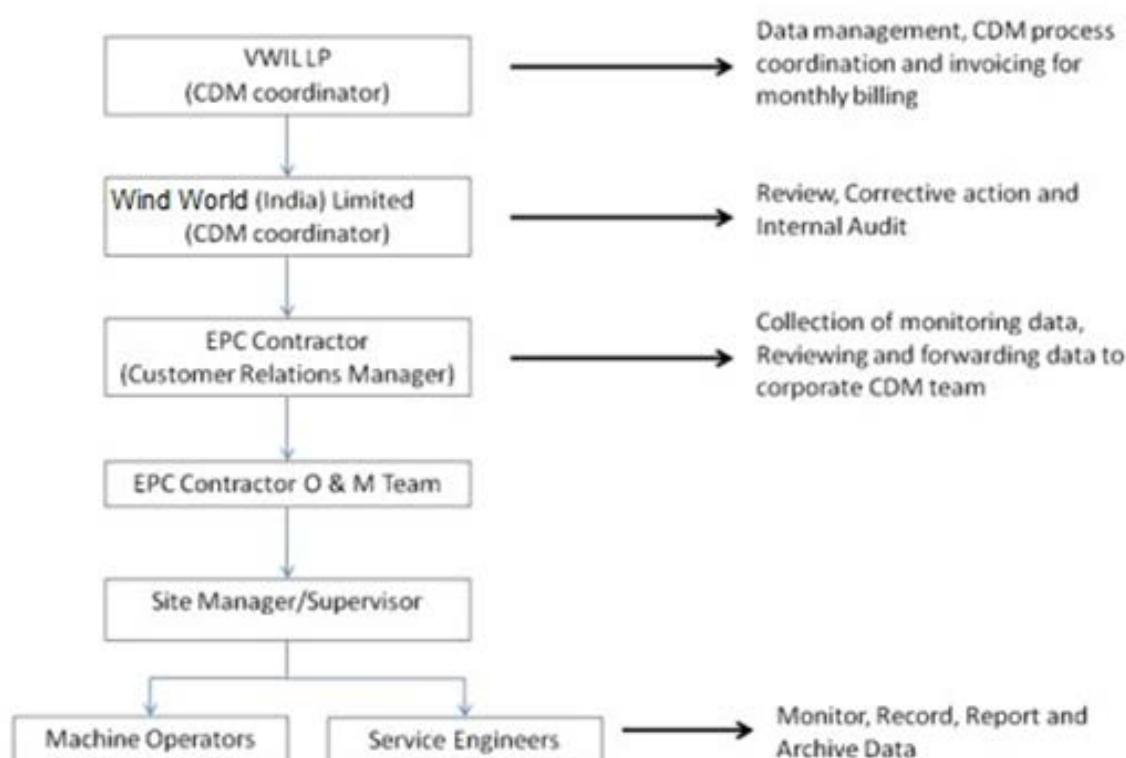 VWILLP
(CDM coordinator)
Data management, CDM process
coordination and invoicing for
monthly billing
Wind World (India) Limited
(CDM coordinator)
Review, Corrective action and
Internal Audit
EPC Contractor
(Customer Relations Manager)
Collection of monitoring data,
Reviewing and forwarding data to
corporate CDM team
EPC Contractor O & M Team
Site Manager/Supervisor
Machine Operators
Service Engineers
Monitor, Record, Report and
Archive Data